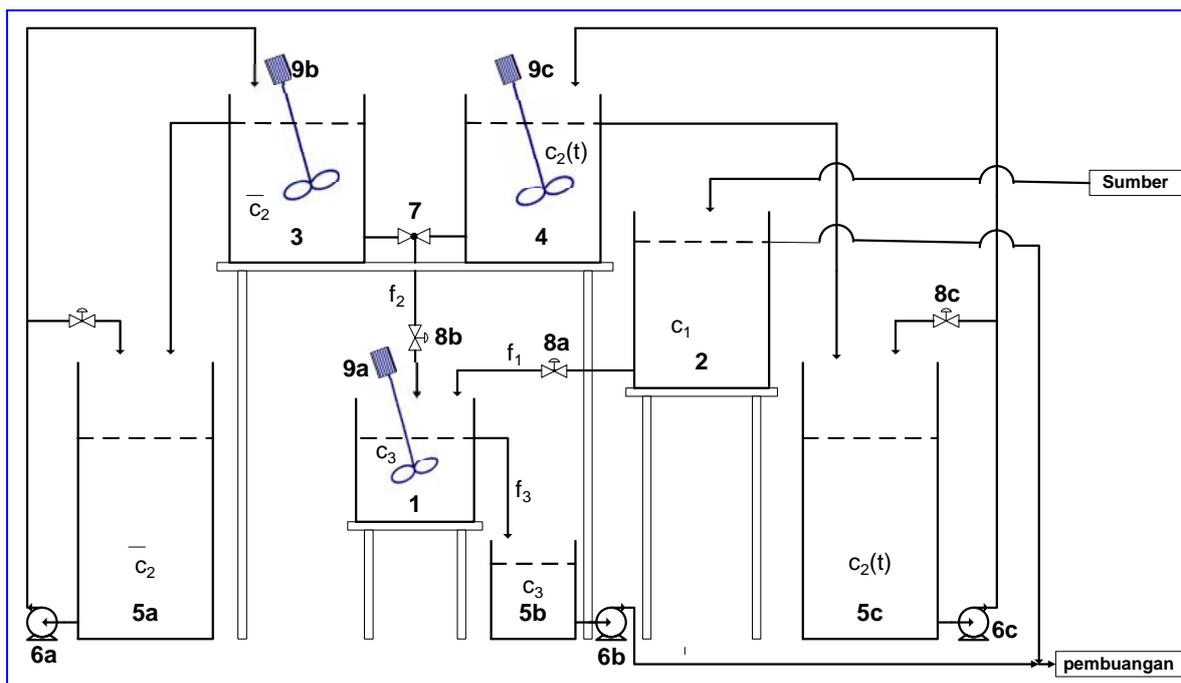 9b
9c
c₂(t)
Sumber
c̅₂
7
3
4
f₂
8c
c₁
8b
8a
f₁
2
9a
c₃
f₃
1
c̅₂
c₃
c₂(t)
5a
5b
5c
6a
6b
6c
pembuangan